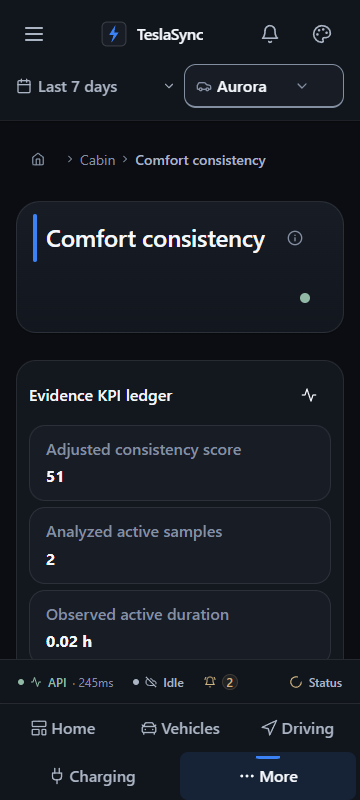 TeslaSync
Last 7 days
Aurora
Cabin
Comfort consistency
Comfort consistency
Evidence KPI ledger
Adjusted consistency score
51
Analyzed active samples
2
Observed active duration
0.02 h
API · 245ms
Idle
2
Status
Home
Vehicles
Driving
Charging
More